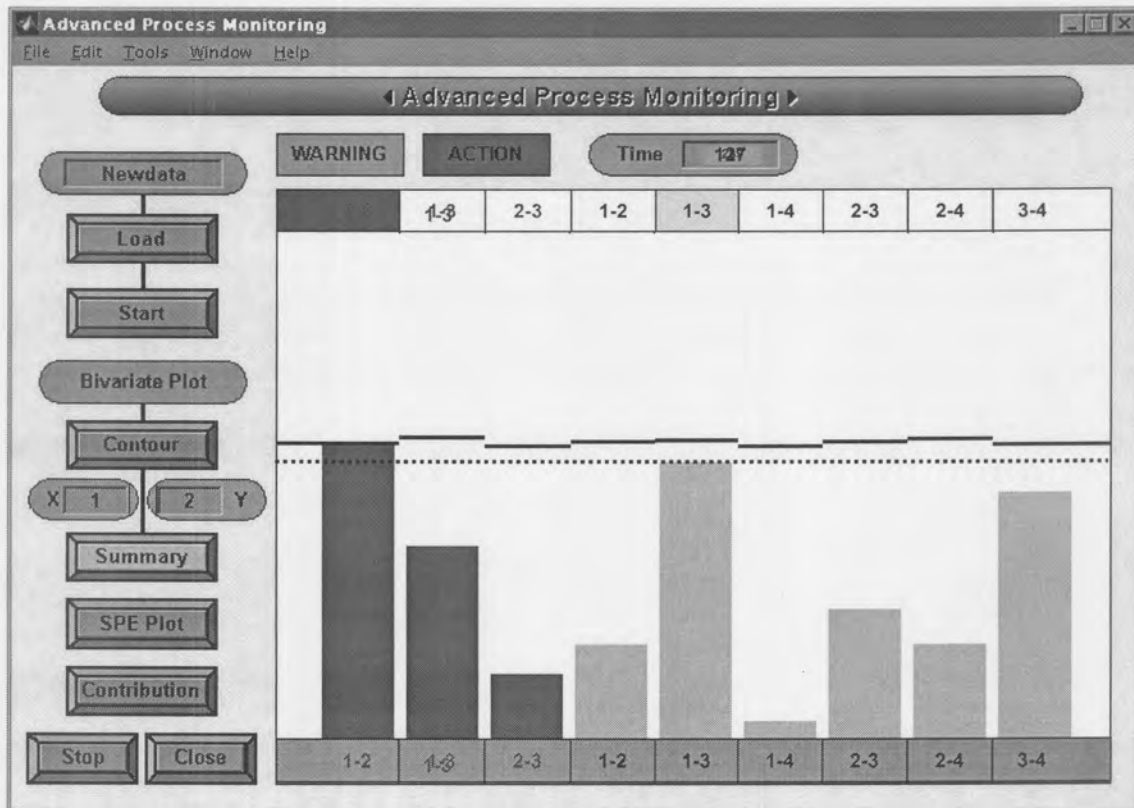 Advanced Process Monitoring
File Edit Tools Window Help
Advanced Process Monitoring
WARNING ACTION Time
Newdata
Load
Start
Bivariate Plot
Contour
X 1 2 Y
Summary
SPE Plot
Contribution
Stop Close
2-3 1-2 1-3 1-4 2-3 2-4 3-4
1-2 2-3 1-2 1-3 1-4 2-3 2-4 3-4